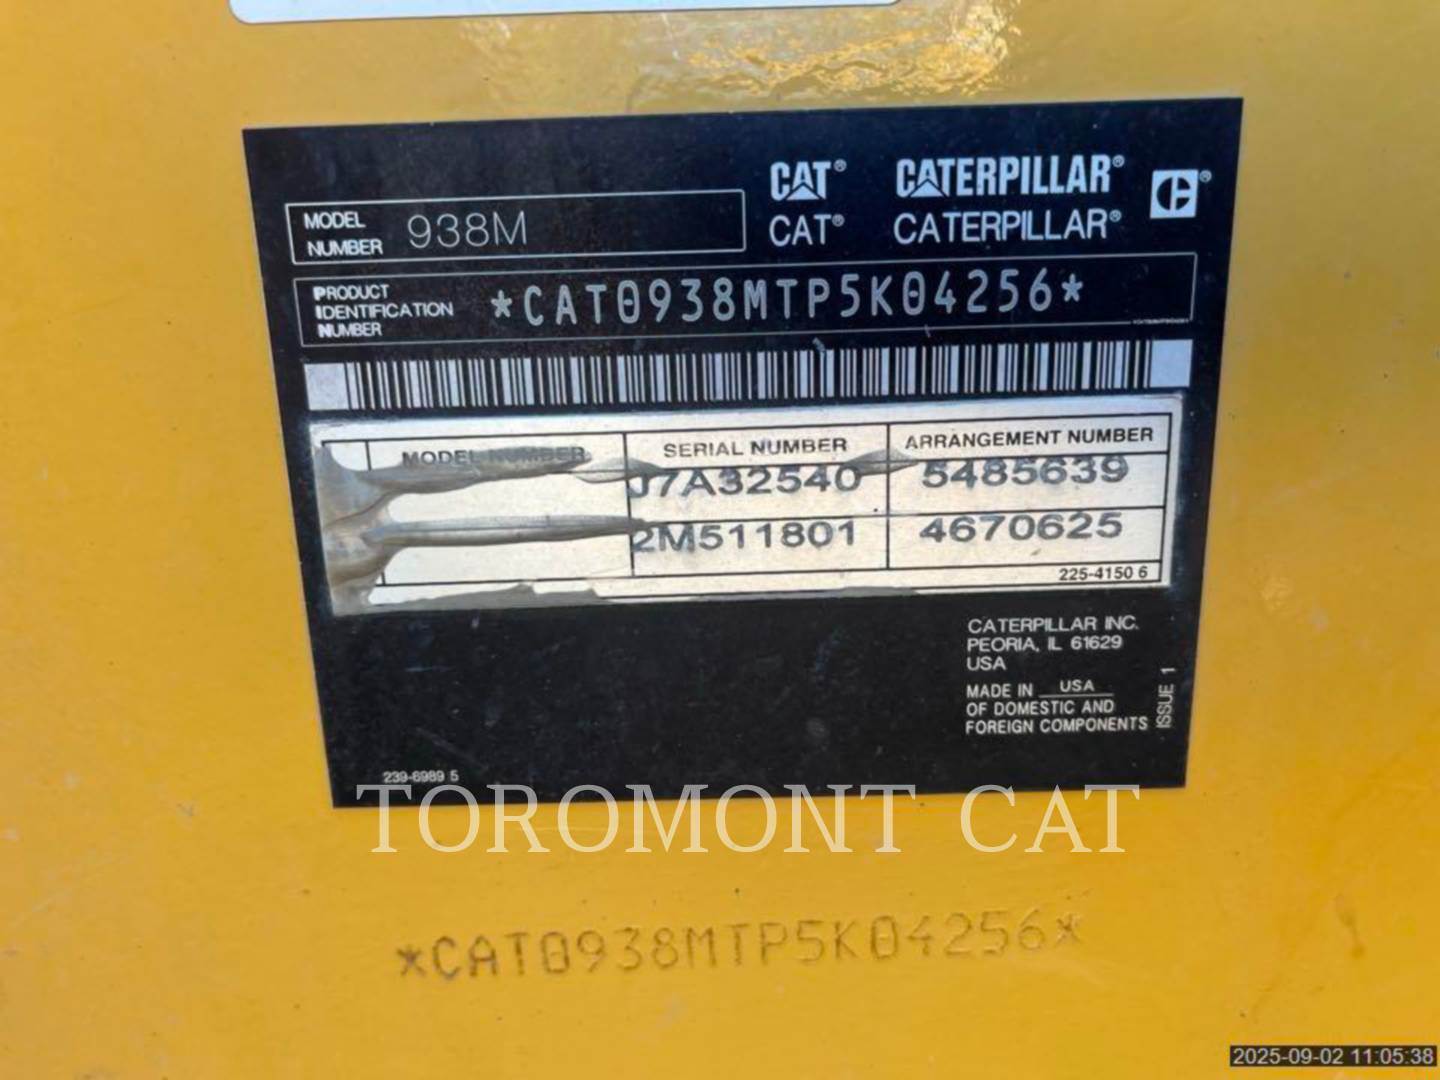 CAT® CATERPILLAR®
CAT® CATERPILLAR®
MODEL NUMBER 938M
PRODUCT IDENTIFICATION NUMBER *CAT0938MTP5K04256*
MODEL NUMBER SERIAL NUMBER ARRANGEMENT NUMBER
J7A32540 5485639
2M511801 4670625
225-4150 6
CATERPILLAR INC.
PEORIA, IL 61629
USA
MADE IN USA
OF DOMESTIC AND
FOREIGN COMPONENTS
ISSUE 1
239-6989 5
TOROMONT CAT
*CAT0938MTP5K04256*
2025-09-02 11:05:38